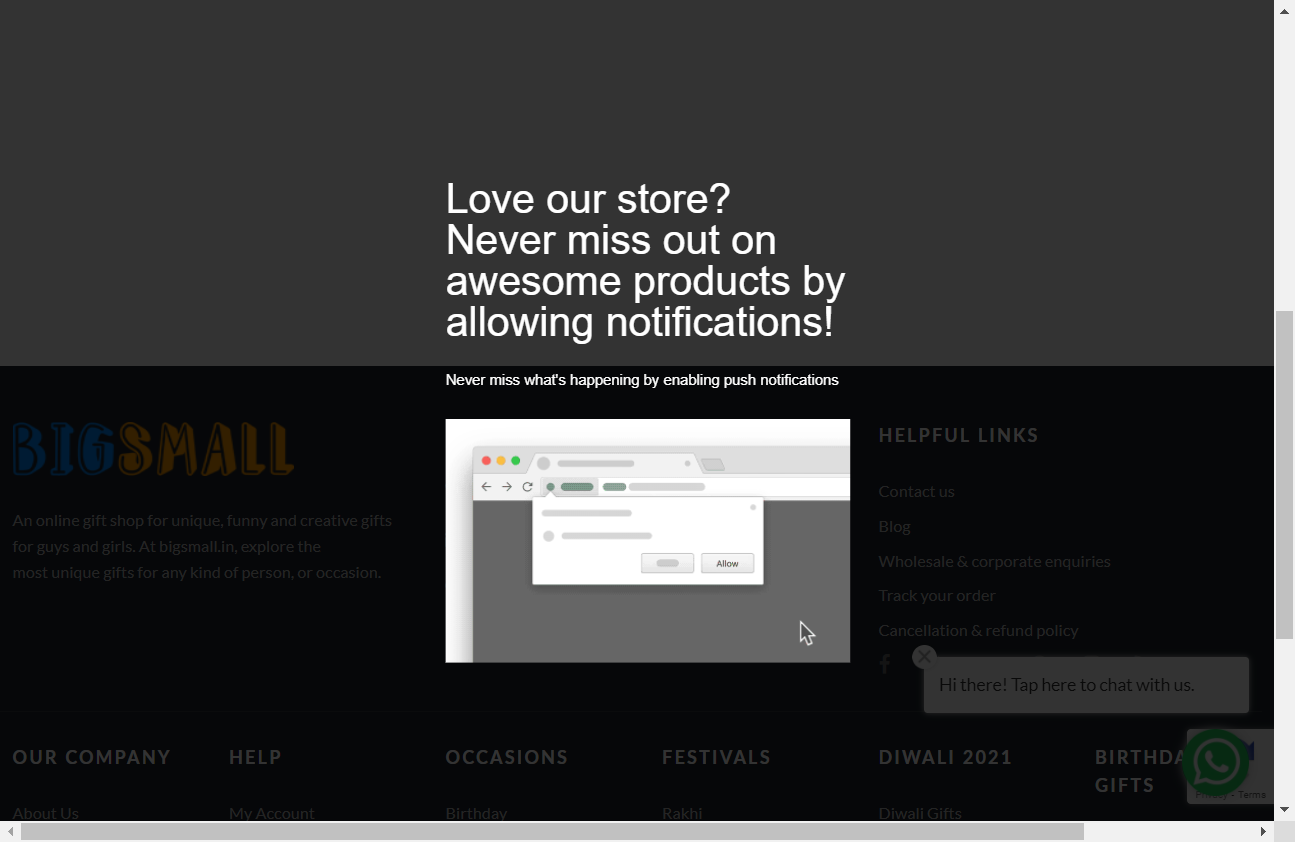 Love our store?
Never miss out on
awesome products by
allowing notifications!
Never miss what's happening by enabling push notifications
BIGSMALL
An online gift shop for unique, funny and creative gifts
for guys and girls. At bigsmall.in, explore the
most unique gifts for any kind of person, or occasion.
Allow
HELPFUL LINKS
Contact us
Blog
Wholesale & corporate enquiries
Track your order
Cancellation & refund policy
Hi there! Tap here to chat with us.
OUR COMPANY
About Us
HELP
My Account
OCCASIONS
Birthday
FESTIVALS
Rakhi
DIWALI 2021
Diwali Gifts
BIRTHDA
GIFTS
Privacy - Terms